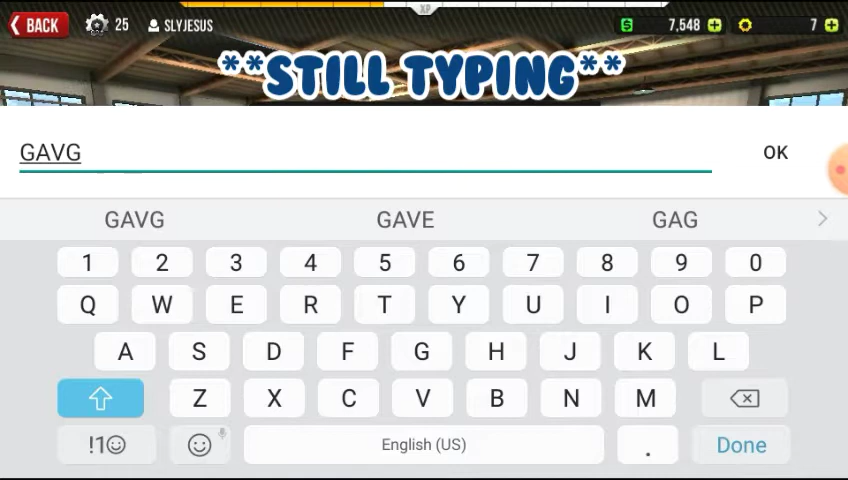 XP
BACK 25 SLYJESUS $ 7,548 + 7 +
**STILL TYPING**
GAVG OK
GAVG GAVE GAG >
1 2 3 4 5 6 7 8 9 0
Q W E R T Y U I O P
A S D F G H J K L
Z X C V B N M
!1☺ English (US) . Done